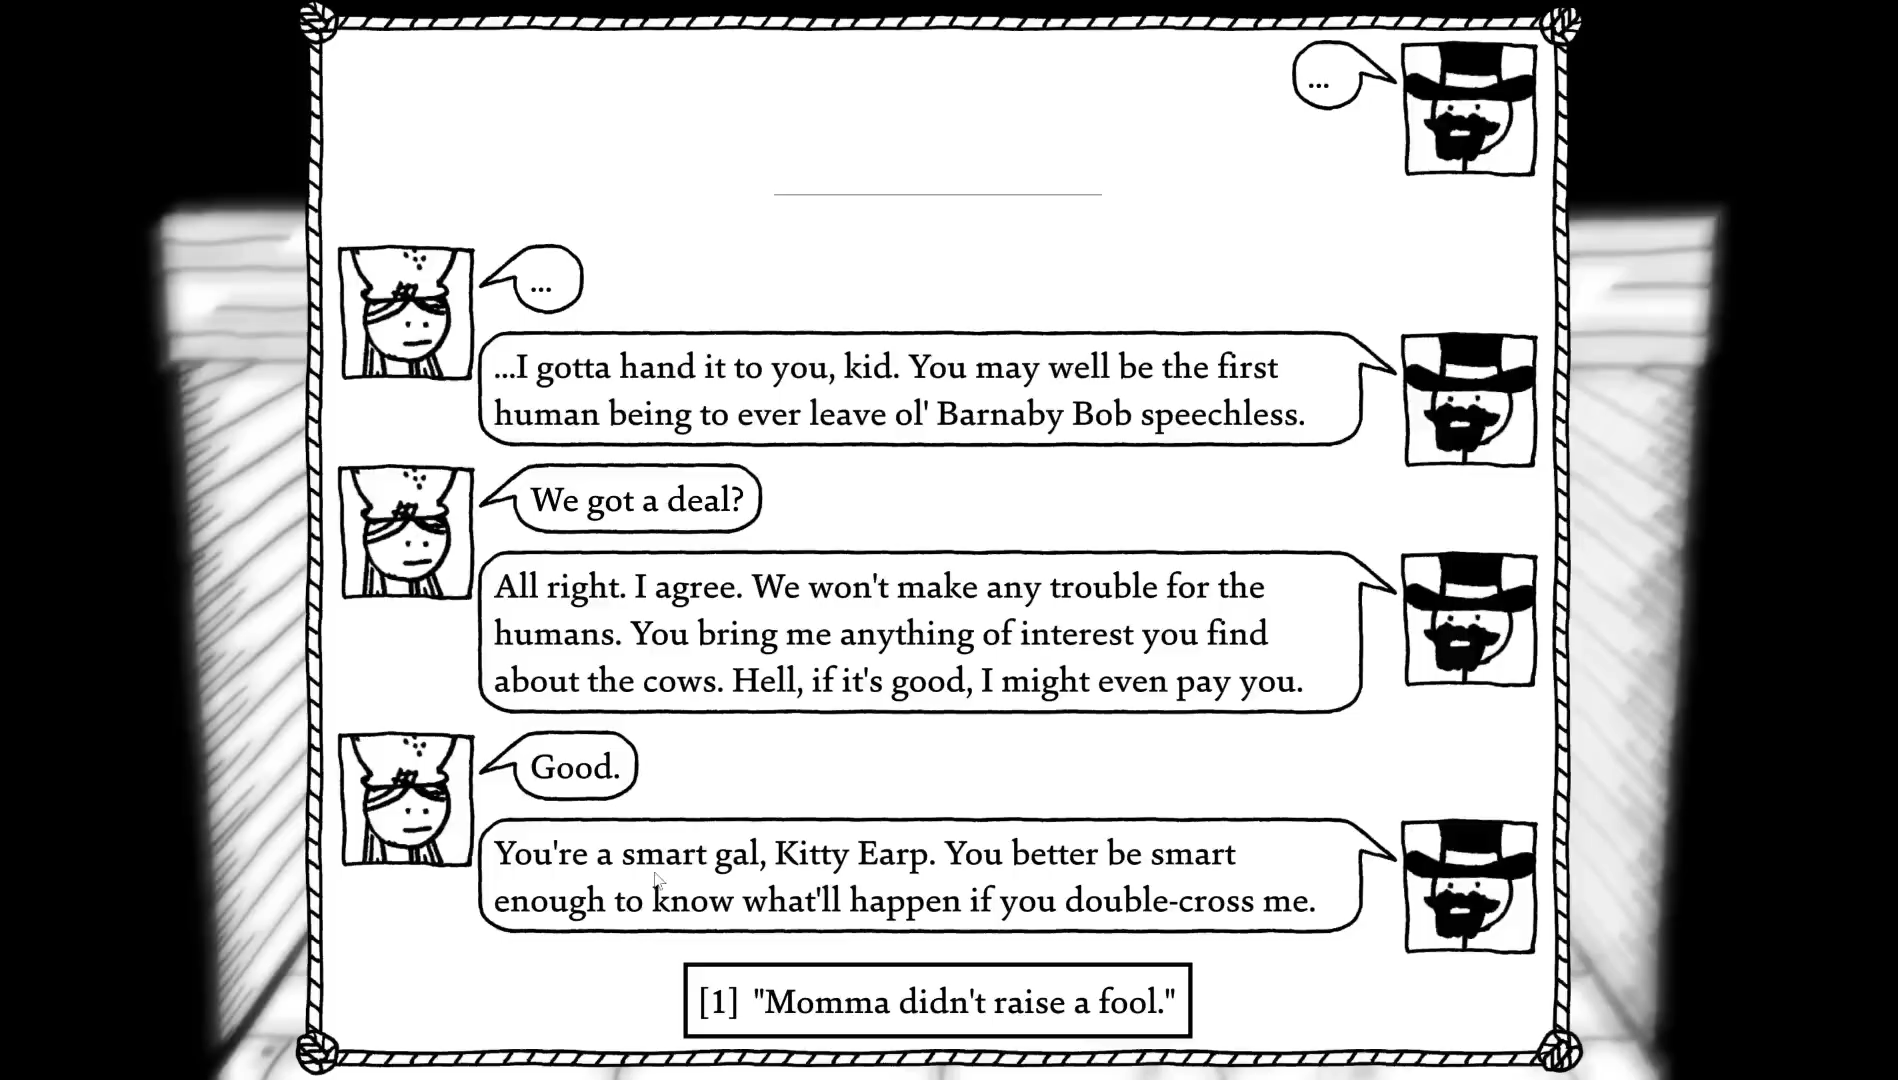 ...
...
...I gotta hand it to you, kid. You may well be the first
human being to ever leave ol' Barnaby Bob speechless.
We got a deal?
All right. I agree. We won't make any trouble for the
humans. You bring me anything of interest you find
about the cows. Hell, if it's good, I might even pay you.
Good.
You're a smart gal, Kitty Earp. You better be smart
enough to know what'll happen if you double-cross me.
[1] "Momma didn't raise a fool."